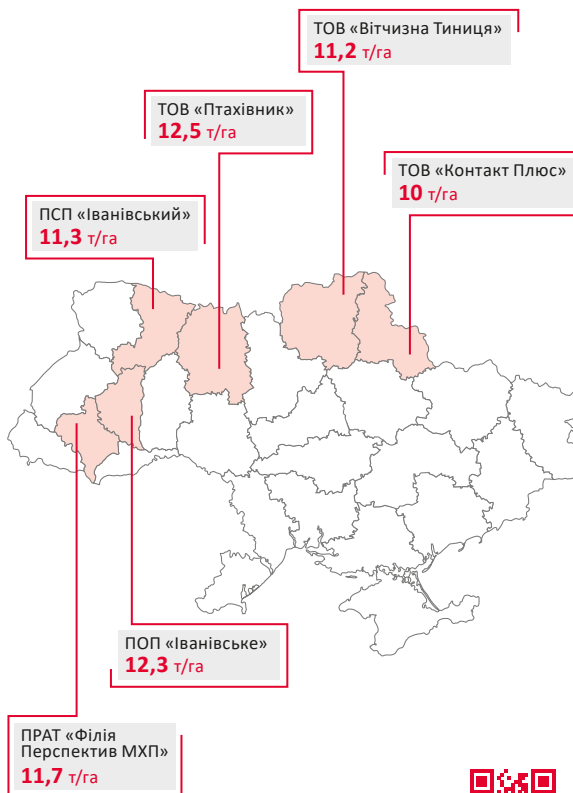 ТОВ «Вітчизна Тиниця»
11,2 т/га
ТОВ «Птахівник»
12,5 т/га
ТОВ «Контакт Плюс»
10 т/га
ПСП «Іванівський»
11,3 т/га
ПОП «Іванівське»
12,3 т/га
ПРАТ «Філія
Перспектив МХП»
11,7 т/га